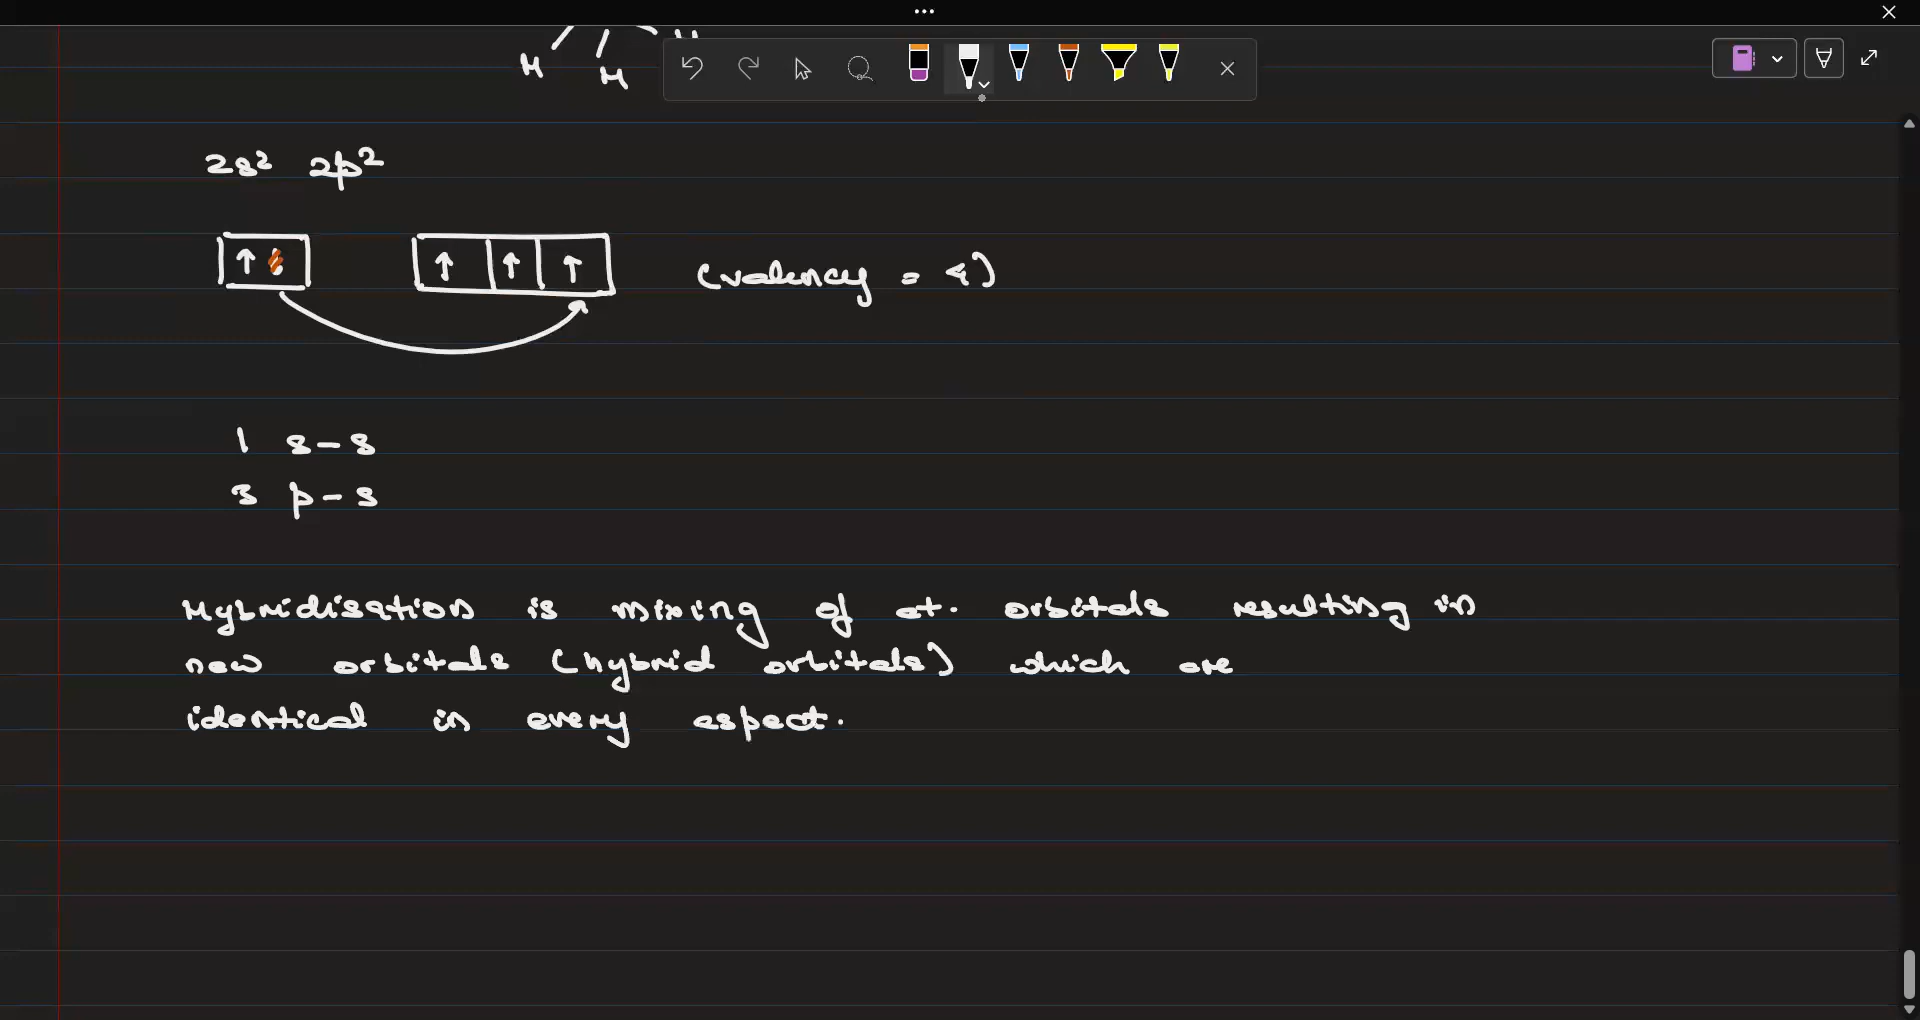 H H H
2s² 2p²
↑ ↑ ↑ ↑ (valency = 4)
1 s-s
3 p-s
Hybridisation is mixing of at. orbitals resulting in
new orbitals (hybrid orbitals) which are
identical in every aspect.